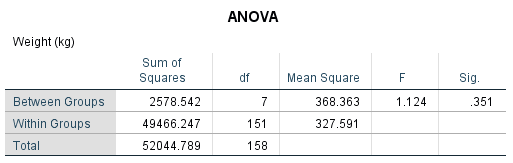 ANOVA
Weight (kg)
Sum of Squares df Mean Square F Sig.
Between Groups 2578.542 7 368.363 1.124 .351
Within Groups 49466.247 151 327.591
Total 52044.789 158